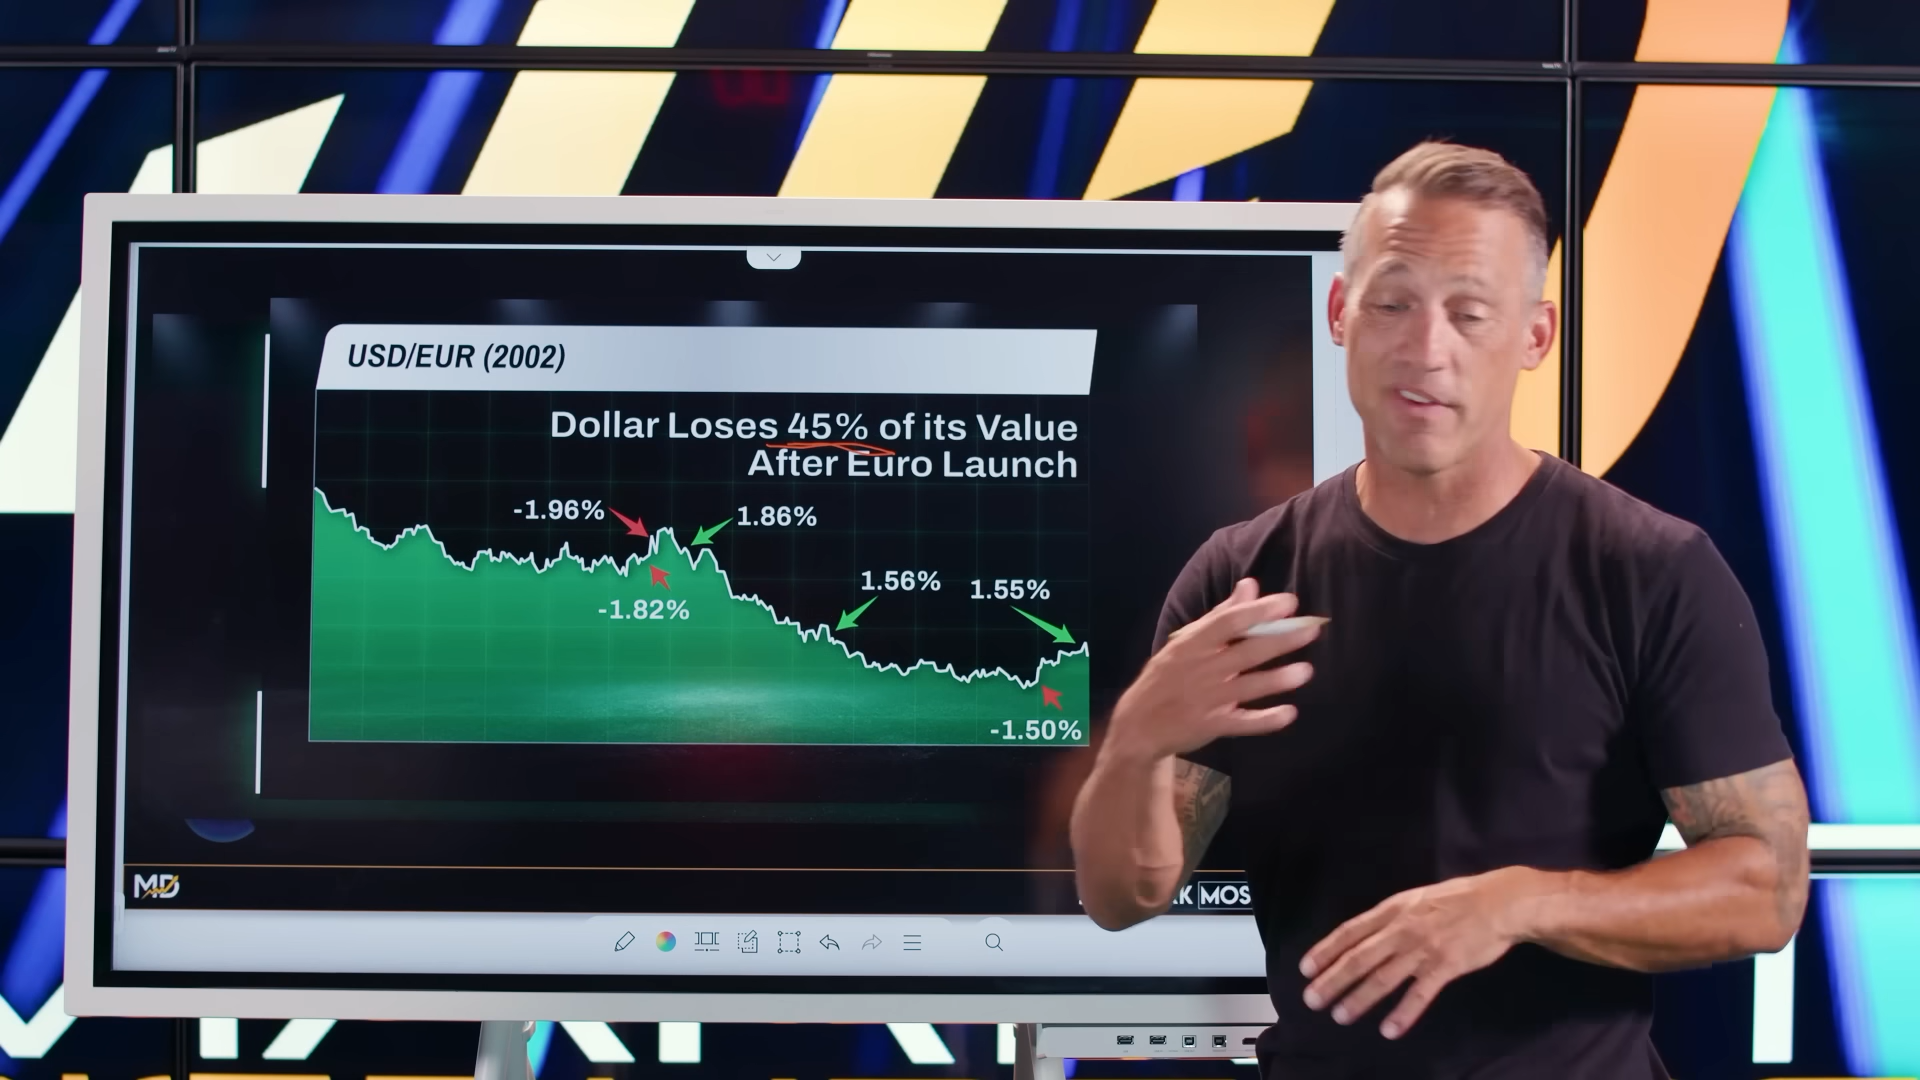 USD/EUR (2002)
Dollar Loses 45% of its Value
After Euro Launch
-1.96%
1.86%
-1.82%
1.56%
1.55%
-1.50%
MD
MOS